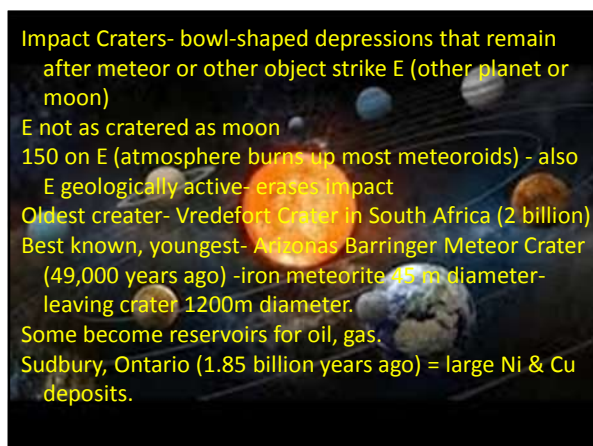 Impact Craters- bowl-shaped depressions that remain
after meteor or other object strike E (other planet or
moon)
E not as cratered as moon
150 on E (atmosphere burns up most meteoroids) - also
E geologically active- erases impact
Oldest creater- Vredefort Crater in South Africa (2 billion)
Best known, youngest- Arizonas Barringer Meteor Crater
(49,000 years ago) -iron meteorite 45 m diameter-
leaving crater 1200m diameter.
Some become reservoirs for oil, gas.
Sudbury, Ontario (1.85 billion years ago) = large Ni & Cu
deposits.